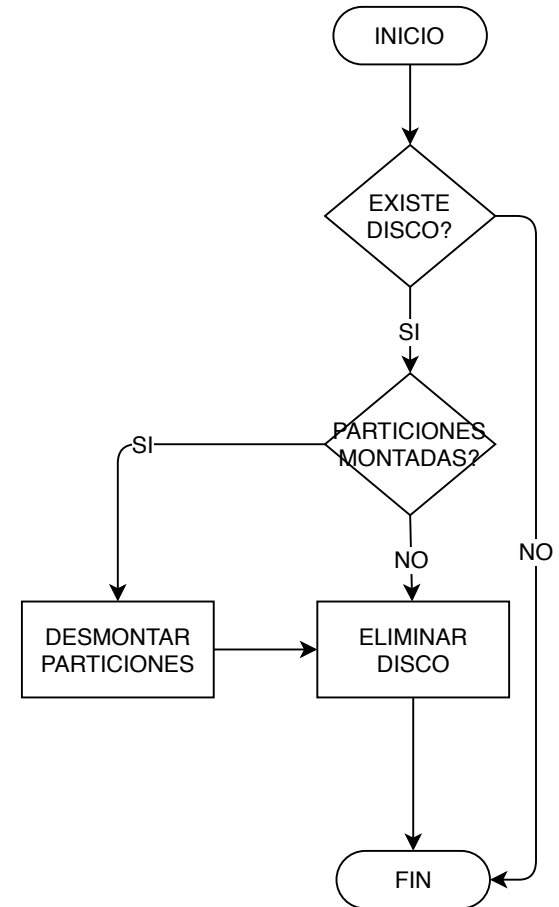 INICIO
EXISTE
DISCO?
SI
PARTICIONES
MONTADAS?
SI
NO
NO
DESMONTAR
PARTICIONES
ELIMINAR
DISCO
FIN